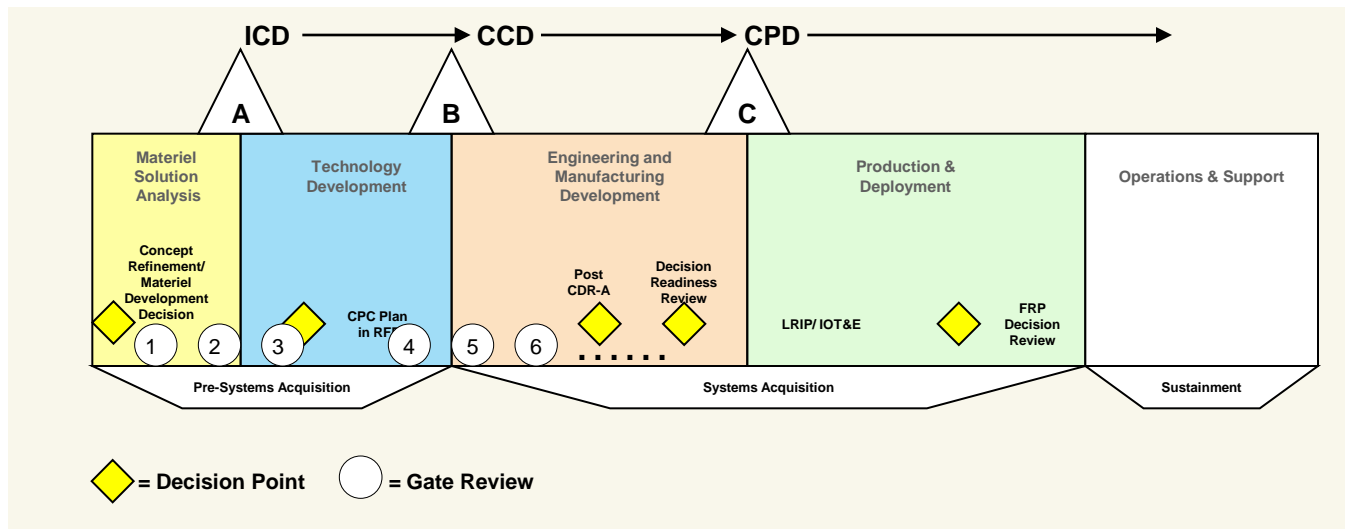 ICD
CCD
CPD
A
B
C
Materiel
Solution
Analysis
Technology
Development
Engineering and
Manufacturing
Development
Production &
Deployment
Operations & Support
Concept
Refinement/
Materiel
Development
Decision
CPC Plan
in RFP
Post
CDR-A
Decision
Readiness
Review
LRIP/ IOT&E
FRP
Decision
Review
1
2
3
4
5
6
. . . . . .
Pre-Systems Acquisition
Systems Acquisition
Sustainment
= Decision Point
= Gate Review